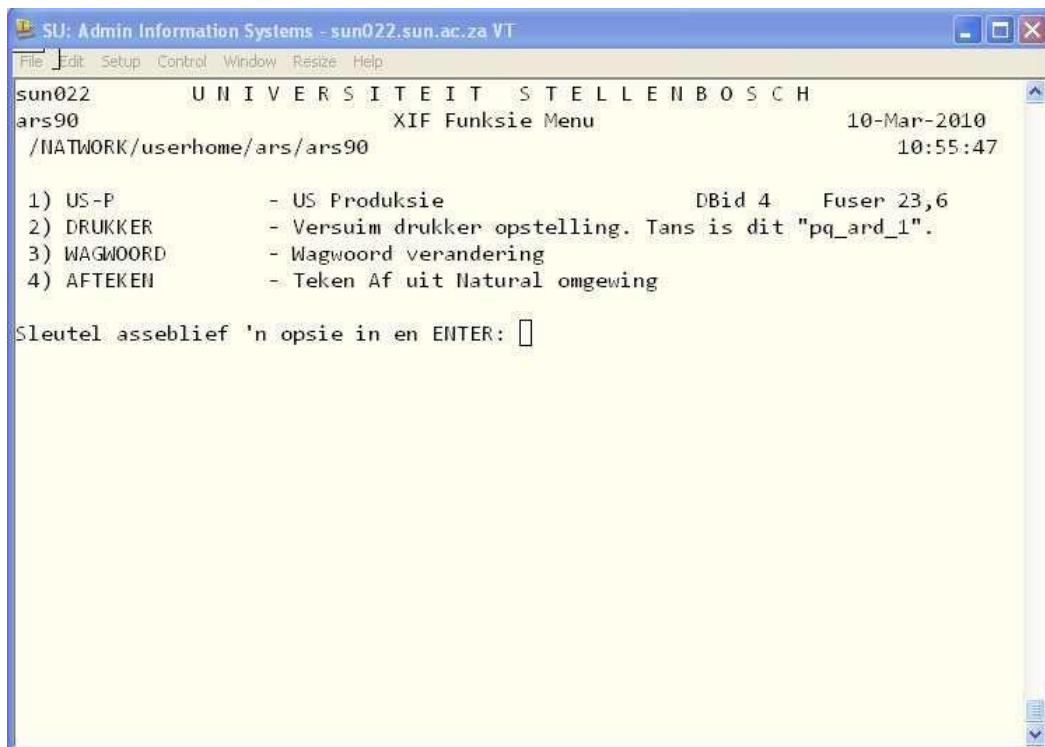 SU: Admin Information Systems - sun022.sun.ac.za VT
File Edit Setup Control Window Resize Help
sun022 U N I V E R S I T E I T S T E L L E N B O S C H
ars90 XIF Funksie Menu 10-Mar-2010
/NATWORK/userhome/ars/ars90 10:55:47
1) US-P - US Produksie DBid 4 Fuser 23,6
2) DRUKKER - Versuim drukker opstelling. Tans is dit "pq_ard_1".
3) WAGWOORD - Wagwoord verandering
4) AFTEKEN - Teken Af uit Natural omgewing
Sleutel asseblief 'n opsie in en ENTER: